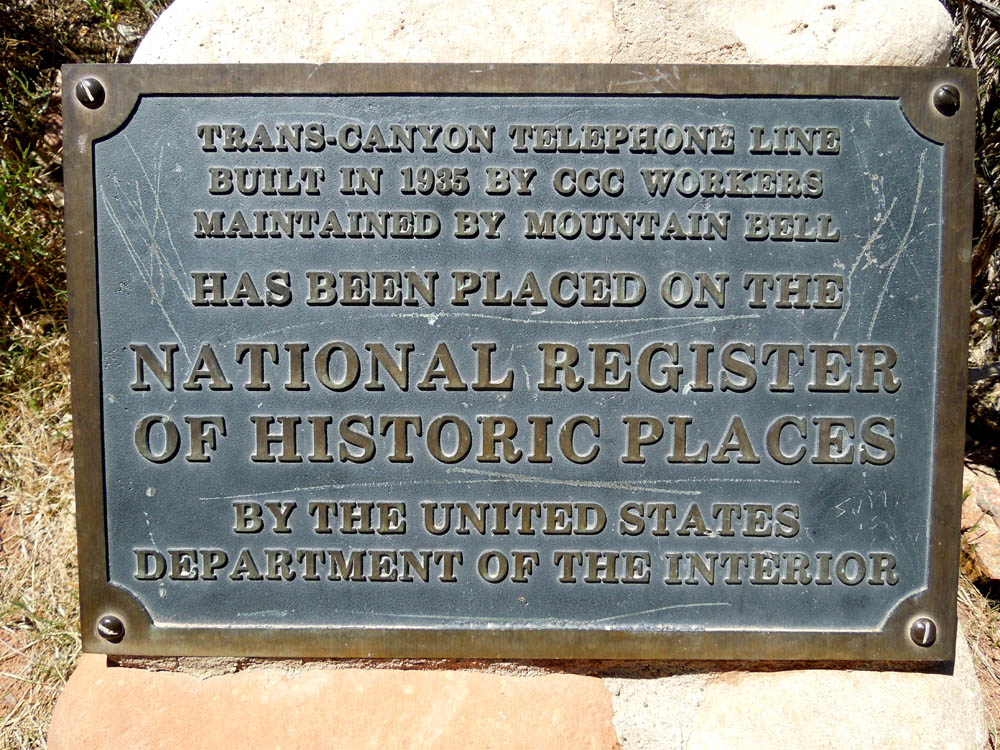 TRANS-CANYON TELEPHONE LINE
BUILT IN 1935 BY CCC WORKERS
MAINTAINED BY MOUNTAIN BELL
HAS BEEN PLACED ON THE
NATIONAL REGISTER
OF HISTORIC PLACES
BY THE UNITED STATES
DEPARTMENT OF THE INTERIOR